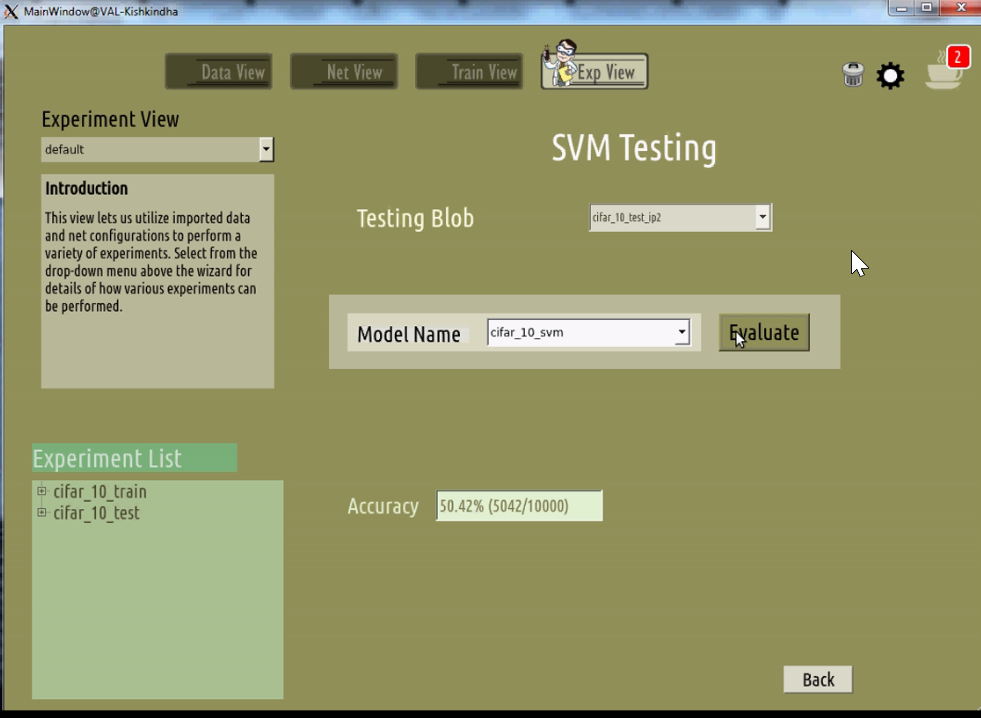 MainWindow@VAL-Kishkindha
Data View
Net View
Train View
Exp View
2
Experiment View
default
Introduction
This view lets us utilize imported data
and net configurations to perform a
variety of experiments. Select from the
drop-down menu above the wizard for
details of how various experiments can
be performed.
SVM Testing
Testing Blob
cifar_10_test_ip2
Model Name
cifar_10_svm
Evaluate
Experiment List
cifar_10_train
cifar_10_test
Accuracy
50.42% (5042/10000)
Back